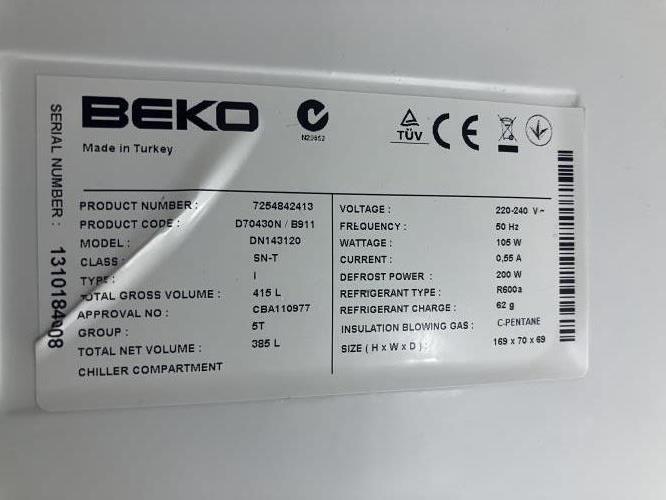 BEKO
Made in Turkey
N22652
TÜV
CE
SERIAL NUMBER :
PRODUCT NUMBER : 7254842413
PRODUCT CODE : D70430N / B911
MODEL : DN143120
CLASS : SN-T
TYPE : I
TOTAL GROSS VOLUME : 415 L
APPROVAL NO : CBA110977
GROUP : 5T
TOTAL NET VOLUME : 385 L
CHILLER COMPARTMENT
VOLTAGE : 220-240 V~
FREQUENCY : 50 Hz
WATTAGE : 105 W
CURRENT : 0,55 A
DEFROST POWER : 200 W
REFRIGERANT TYPE : R600a
REFRIGERANT CHARGE : 62 g
INSULATION BLOWING GAS : C-PENTANE
SIZE ( H x W x D ) : 169 x 70 x 69